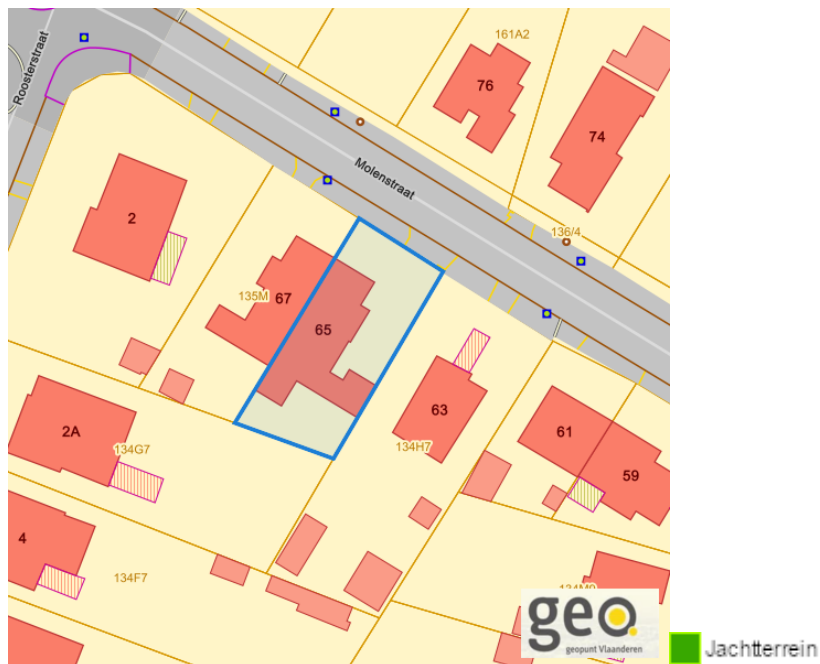 161A2
76
74
Roosterstraat
Molenstraat
2
136/4
135M
67
65
63
61
59
2A
134G7
134H7
4
134F7
geo.
geopunt Vlaanderen
Jachtterrein